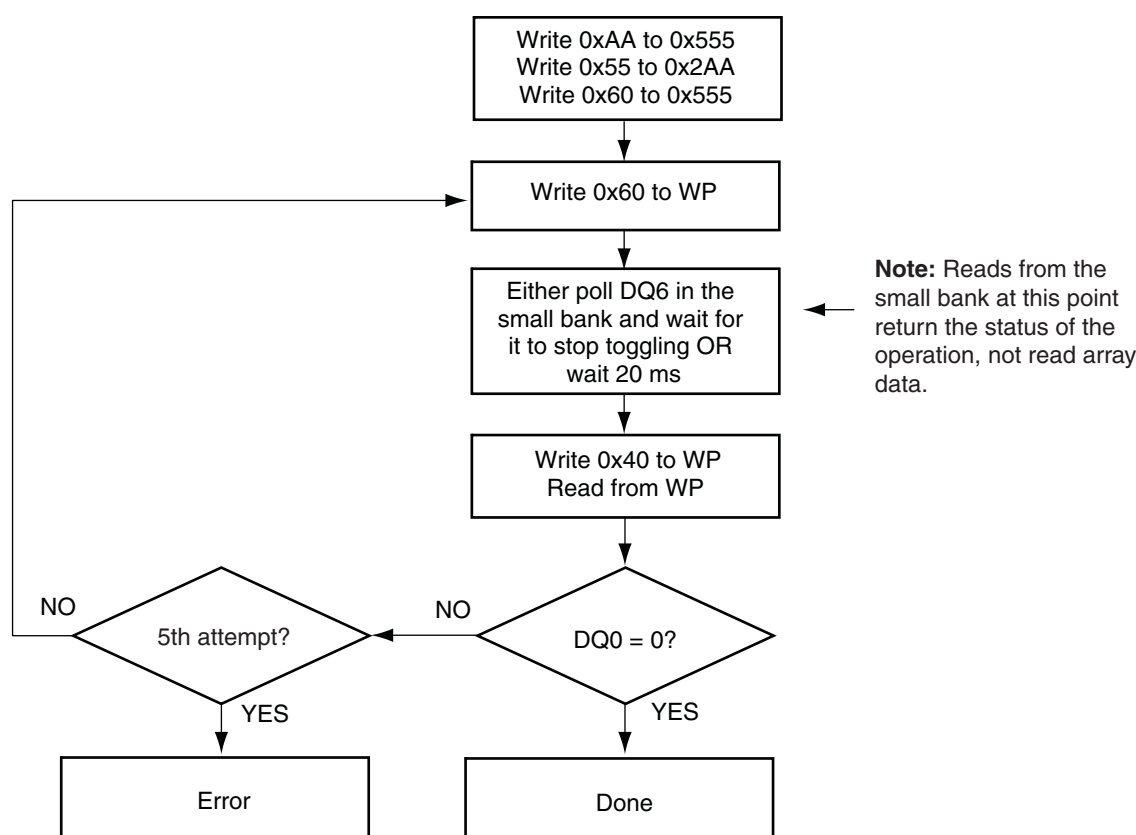 Write 0xAA to 0x555
Write 0x55 to 0x2AA
Write 0x60 to 0x555
Write 0x60 to WP
Either poll DQ6 in the
small bank and wait for
it to stop toggling OR
wait 20 ms
Note: Reads from the
small bank at this point
return the status of the
operation, not read array
data.
Write 0x40 to WP
Read from WP
NO
5th attempt?
NO
DQ0 = 0?
YES
YES
Error
Done